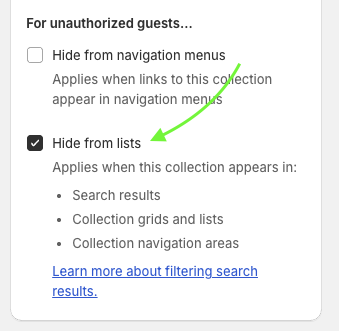 For unauthorized guests...
Hide from navigation menus
Applies when links to this collection
appear in navigation menus
Hide from lists
Applies when this collection appears in:
• Search results
• Collection grids and lists
• Collection navigation areas
Learn more about filtering search
results.